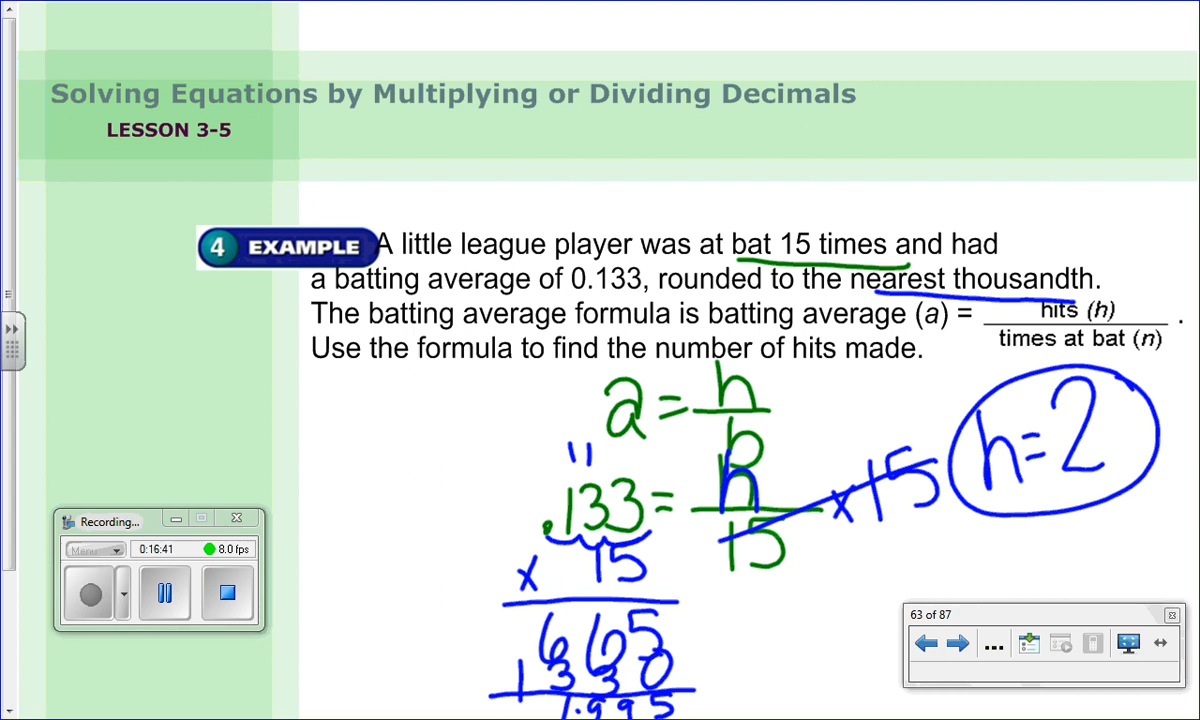 Solving Equations by Multiplying or Dividing Decimals
LESSON 3-5
4 EXAMPLE A little league player was at bat 15 times and had
a batting average of 0.133, rounded to the nearest thousandth.
The batting average formula is batting average (a) = hits (h) / times at bat (n) .
Use the formula to find the number of hits made.
a = h / b
.133 = h / 15 x 15
h = 2
11
x 15
665
1330
1.995
Recording...
Menu
0:16:41
8.0 fps
63 of 87
...